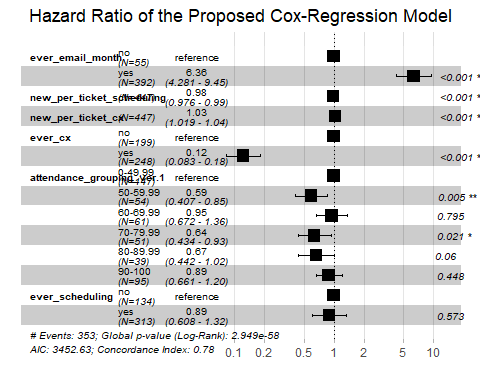 Hazard Ratio of the Proposed Cox-Regression Model
ever_email_month no (N=55) reference
yes (N=392) 6.36 (4.281 - 9.45) <0.001 *
new_per_ticket_scheduling (N=447) 0.98 (0.976 - 0.99) <0.001 *
new_per_ticket_cx (N=447) 1.03 (1.019 - 1.04) <0.001 *
ever_cx no (N=199) reference
yes (N=248) 0.12 (0.083 - 0.18) <0.001 *
attendance_grouping_ver.1 0-49.99 reference
50-59.99 (N=54) 0.59 (0.407 - 0.85) 0.005 **
60-69.99 (N=61) 0.95 (0.672 - 1.36) 0.795
70-79.99 (N=51) 0.64 (0.434 - 0.93) 0.021 *
80-89.99 (N=39) 0.67 (0.442 - 1.02) 0.06
90-100 (N=95) 0.89 (0.661 - 1.20) 0.448
ever_scheduling no (N=134) reference
yes (N=313) 0.89 (0.608 - 1.32) 0.573
# Events: 353; Global p-value (Log-Rank): 2.949e-58
AIC: 3452.63; Concordance Index: 0.78
0.1 0.2 0.5 1 2 5 10